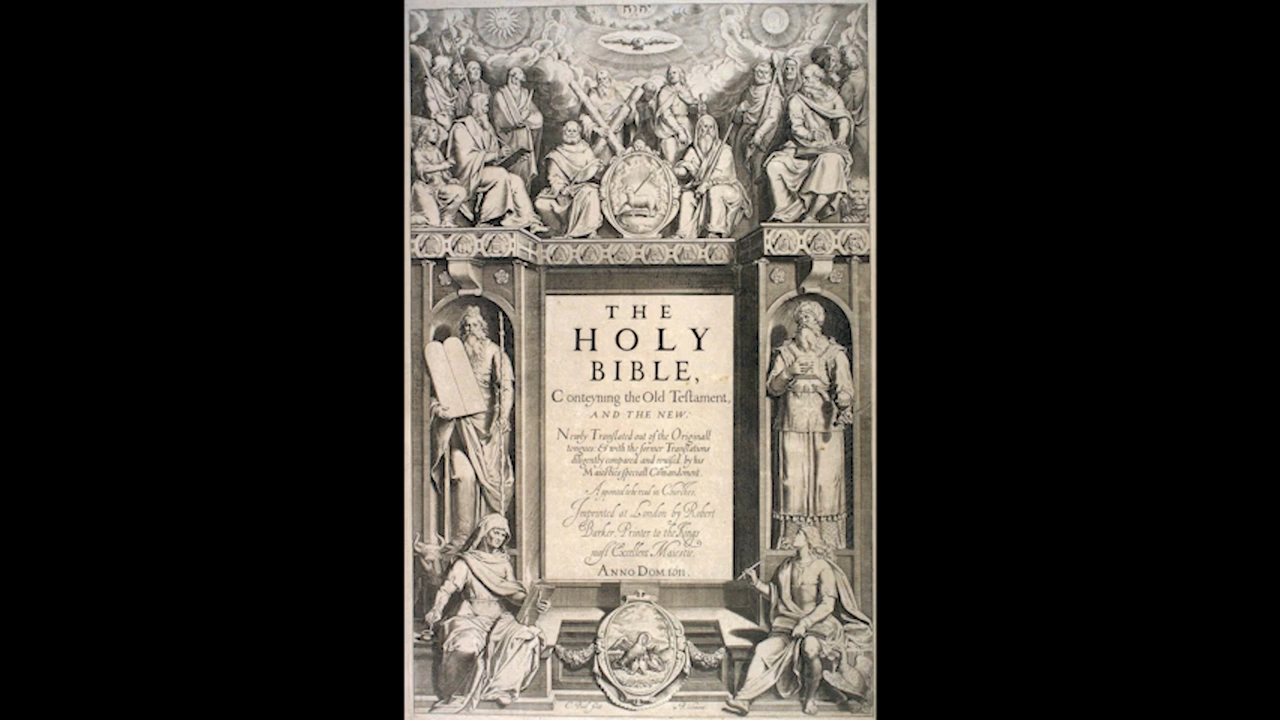 יהוה
THE
HOLY
BIBLE,
Conteyning the Old Teſtament,
AND THE NEW:
Newly Tranſlated out of the Originall
tongues: & with the former Tranſlations
diligently compared and reuiſed, by his
Maieſties ſpeciall Cõmandement.
Appointed to be read in Churches.
Imprinted at London by Robert
Barker, Printer to the Kings
moſt Excellent Maieſtie.
ANNO DOM. 1611.